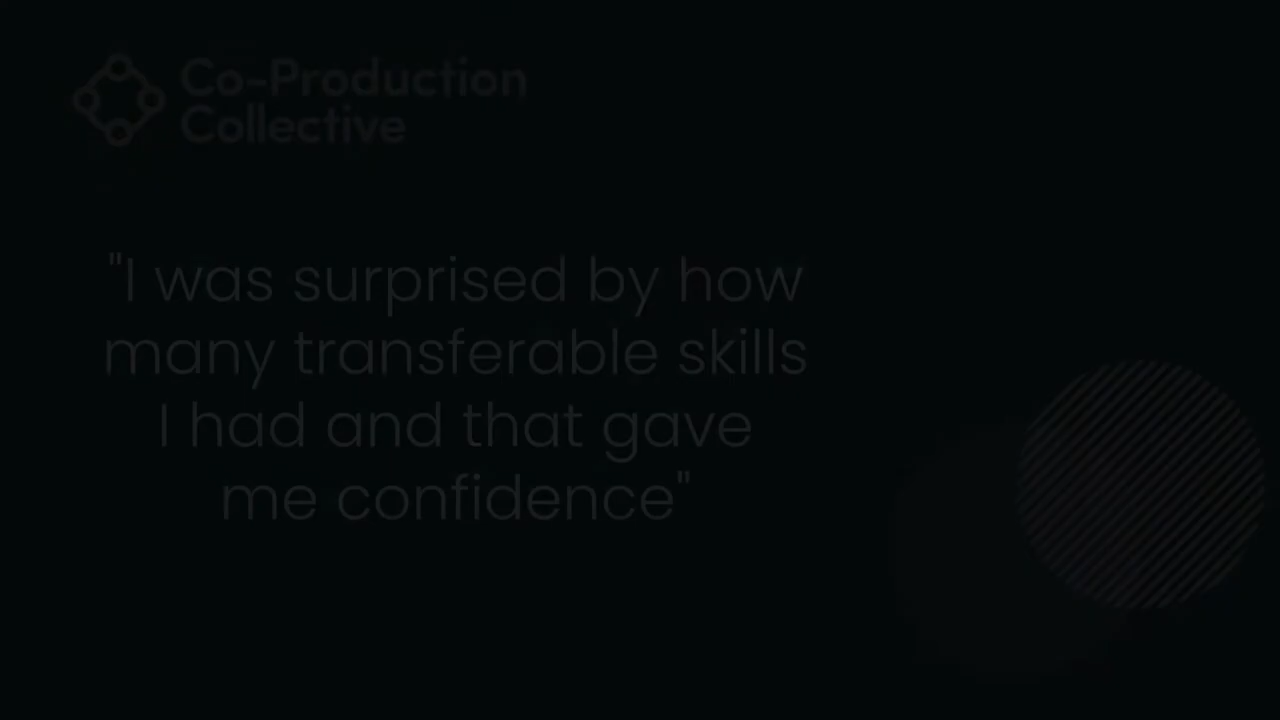 Co-Production
Collective
"I was surprised by how
many transferable skills
I had and that gave
me confidence"